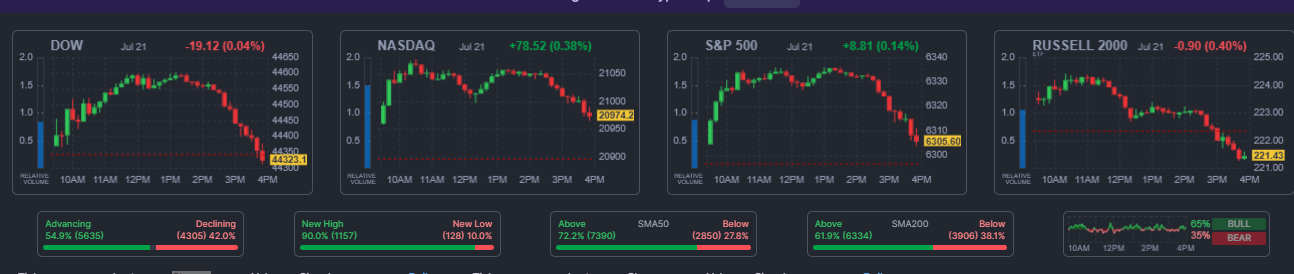 DOW Jul 21 -19.12 (0.04%)
2.0
1.5
1.0
0.5
44650
44600
44550
44500
44450
44400
44350
44300
44323.1
RELATIVE
VOLUME
10AM 11AM 12PM 1PM 2PM 3PM 4PM
NASDAQ Jul 21 +78.52 (0.38%)
2.0
1.5
1.0
0.5
21050
21000
20950
20900
20974.2
RELATIVE
VOLUME
10AM 11AM 12PM 1PM 2PM 3PM 4PM
S&P 500 Jul 21 +8.81 (0.14%)
2.0
1.5
1.0
0.5
6340
6330
6320
6310
6300
6305.60
RELATIVE
VOLUME
10AM 11AM 12PM 1PM 2PM 3PM 4PM
RUSSELL 2000 Jul 21 -0.90 (0.40%)
ETF
2.0
1.5
1.0
0.5
225.00
224.00
223.00
222.00
221.00
221.43
RELATIVE
VOLUME
10AM 11AM 12PM 1PM 2PM 3PM 4PM
Advancing Declining
54.9% (5635) (4305) 42.0%
New High New Low
90.0% (1157) (128) 10.0%
Above SMA50 Below
72.2% (7390) (2850) 27.8%
Above SMA200 Below
61.9% (6334) (3906) 38.1%
65% BULL
35% BEAR
10AM 12PM 2PM 4PM